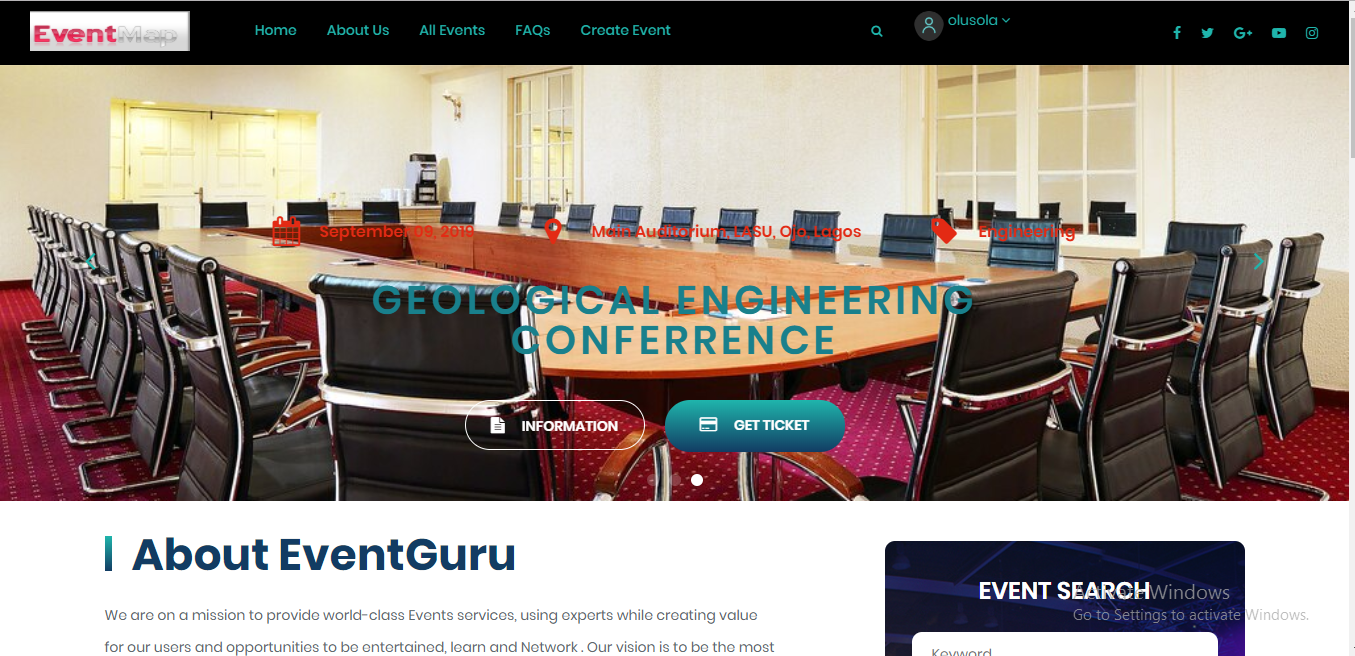 EventMap
Home
About Us
All Events
FAQs
Create Event
olusola
September 09, 2019
Main Auditorium, LASU, Ojo, Lagos
Engineering
GEOLOGICAL ENGINEERING
CONFERRENCE
INFORMATION
GET TICKET
About EventGuru
We are on a mission to provide world-class Events services, using experts while creating value
for our users and opportunities to be entertained, learn and Network . Our vision is to be the most
EVENT SEARCH
Activate Windows
Go to Settings to activate Windows.
Keyword